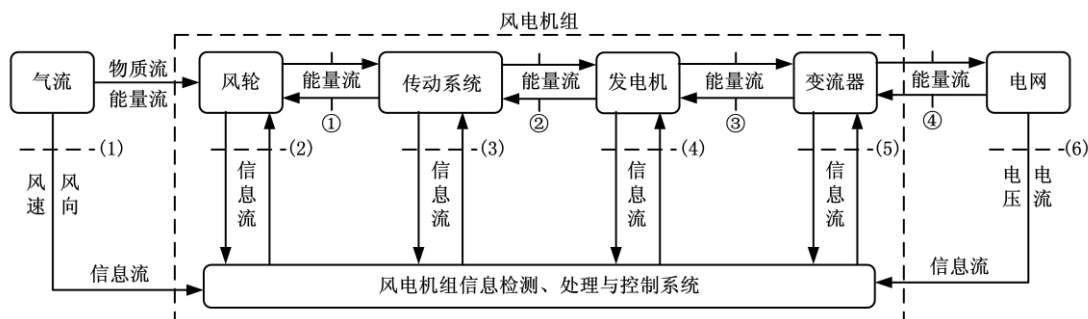 风电机组
气流
物质流
能量流
风轮
能量流
①
传动系统
能量流
②
发电机
能量流
③
变流器
能量流
④
电网
(1)
(2)
(3)
(4)
(5)
(6)
风速
风向
信息流
信息流
信息流
信息流
电压
电流
信息流
风电机组信息检测、处理与控制系统
信息流